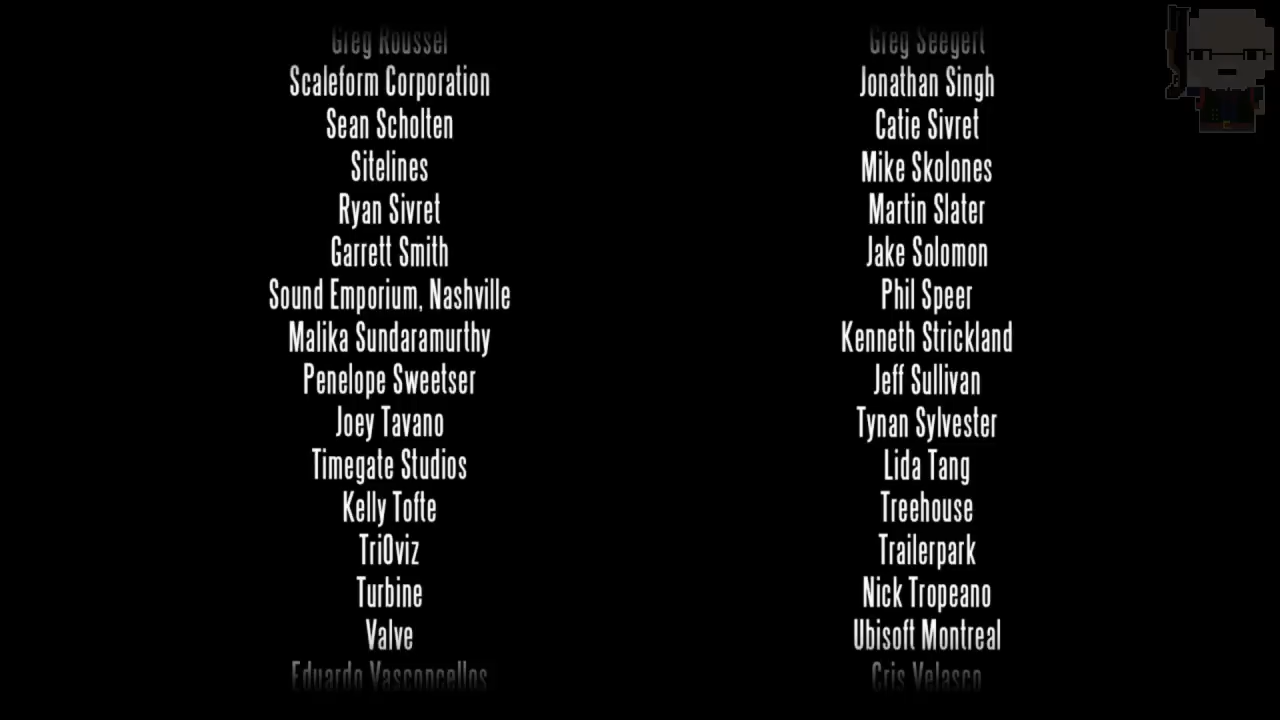 Greg Roussel
Scaleform Corporation
Sean Scholten
Sitelines
Ryan Sivret
Garrett Smith
Sound Emporium, Nashville
Malika Sundaramurthy
Penelope Sweetser
Joey Tavano
Timegate Studios
Kelly Tofte
TriOviz
Turbine
Valve
Eduardo Vasconcellos
Greg Seegert
Jonathan Singh
Catie Sivret
Mike Skolones
Martin Slater
Jake Solomon
Phil Speer
Kenneth Strickland
Jeff Sullivan
Tynan Sylvester
Lida Tang
Treehouse
Trailerpark
Nick Tropeano
Ubisoft Montreal
Cris Velasco